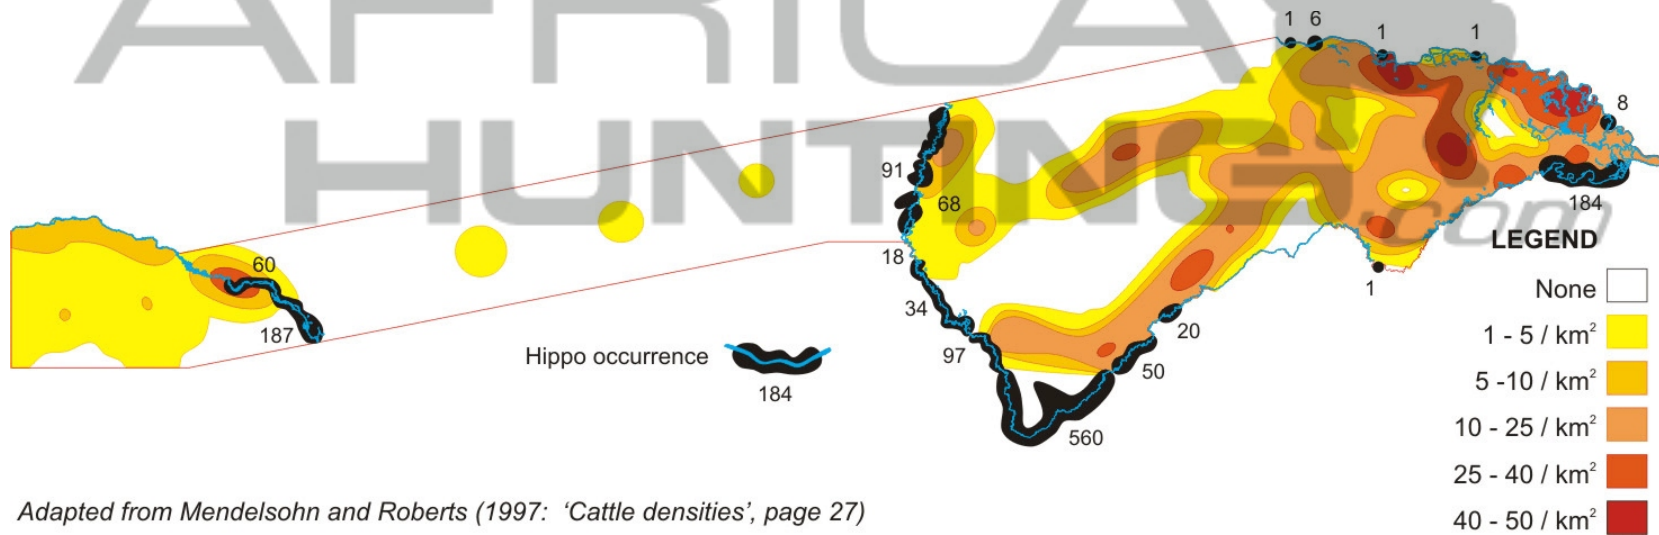 AFRICA
HUNTING
.com
1 6
1
1
8
91
68
184
18
60
34
187
1
20
97
50
560
Hippo occurrence
184
LEGEND
None
1 - 5 / km²
5 -10 / km²
10 - 25 / km²
25 - 40 / km²
40 - 50 / km²
Adapted from Mendelsohn and Roberts (1997: ‘Cattle densities’, page 27)